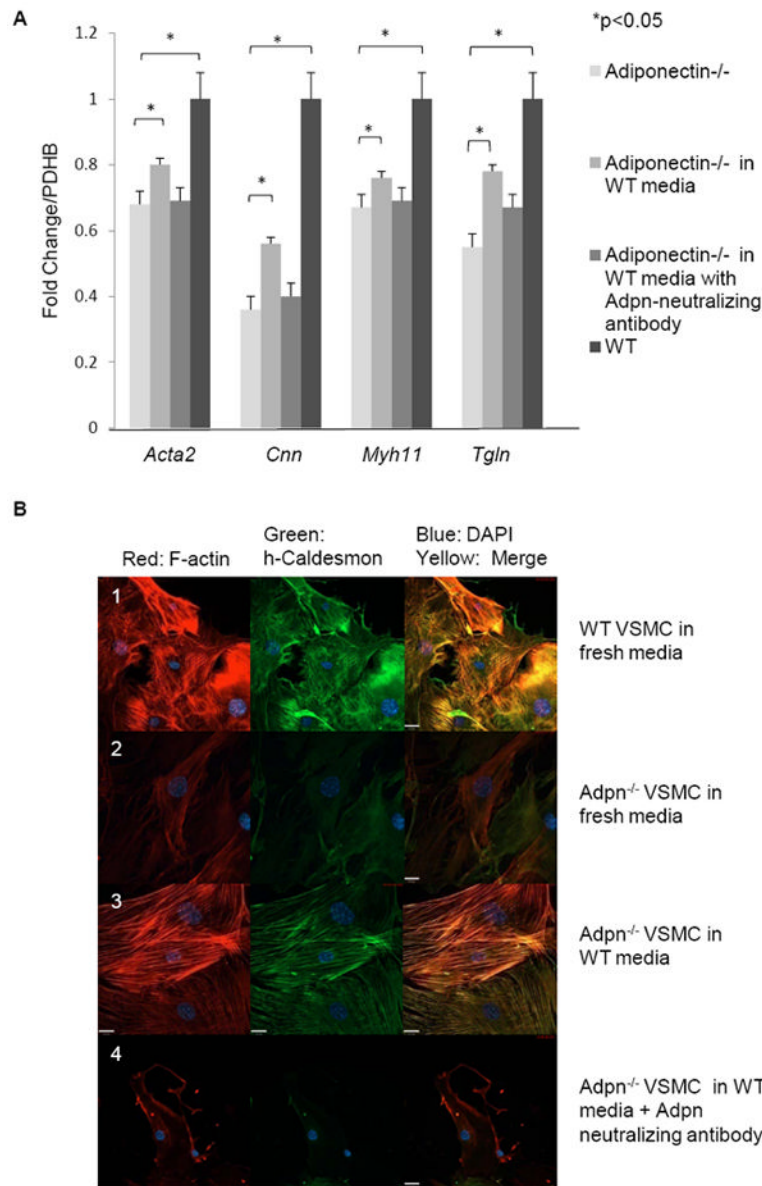 A
*p<0.05
1.2
1
0.8
0.6
0.4
0.2
0
Fold Change/PDHB
*
*
*
*
*
*
*
*
Acta2
Cnn
Myh11
Tgln
Adiponectin-/-
Adiponectin-/- in
WT media
Adiponectin-/- in
WT media with
Adpn-neutralizing
antibody
WT
B
Red: F-actin
Green:
h-Caldesmon
Blue: DAPI
Yellow: Merge
1
WT VSMC in
fresh media
2
Adpn-/- VSMC in
fresh media
3
Adpn-/- VSMC in
WT media
4
Adpn-/- VSMC in WT
media + Adpn
neutralizing antibody